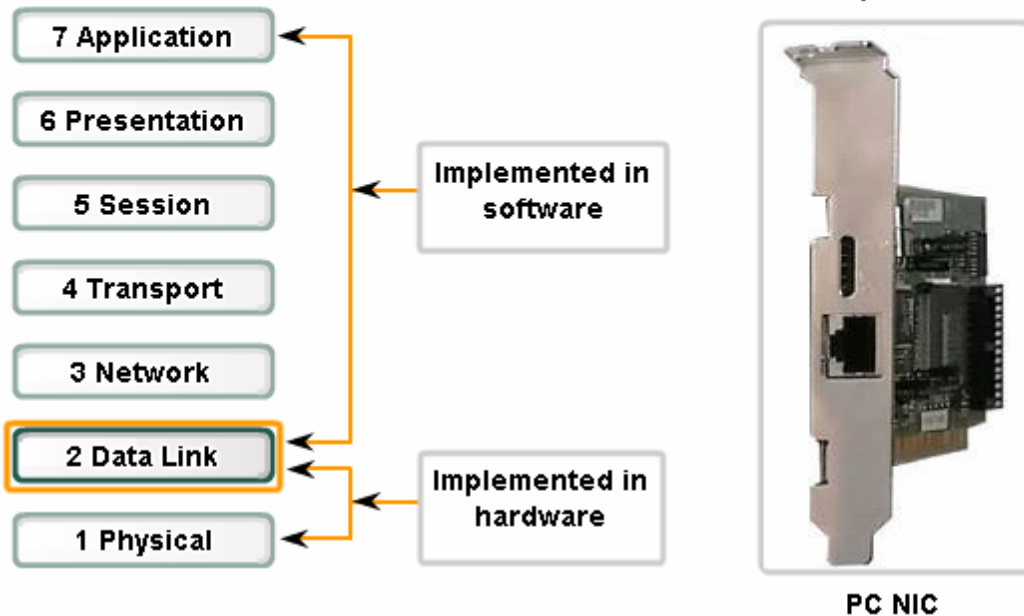 7 Application
6 Presentation
5 Session
4 Transport
3 Network
2 Data Link
1 Physical
Implemented in
software
Implemented in
hardware
PC NIC